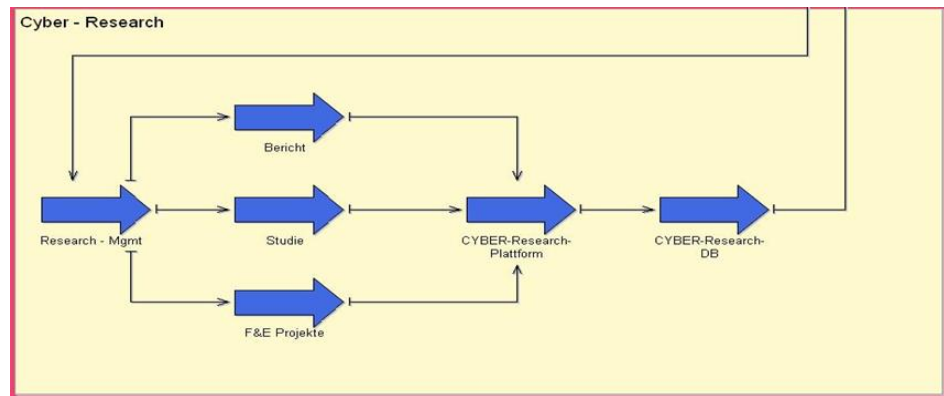 Cyber - Research
Bericht
Research - Mgmt
Studie
CYBER-Research-
Plattform
CYBER-Research-
DB
F&E Projekte